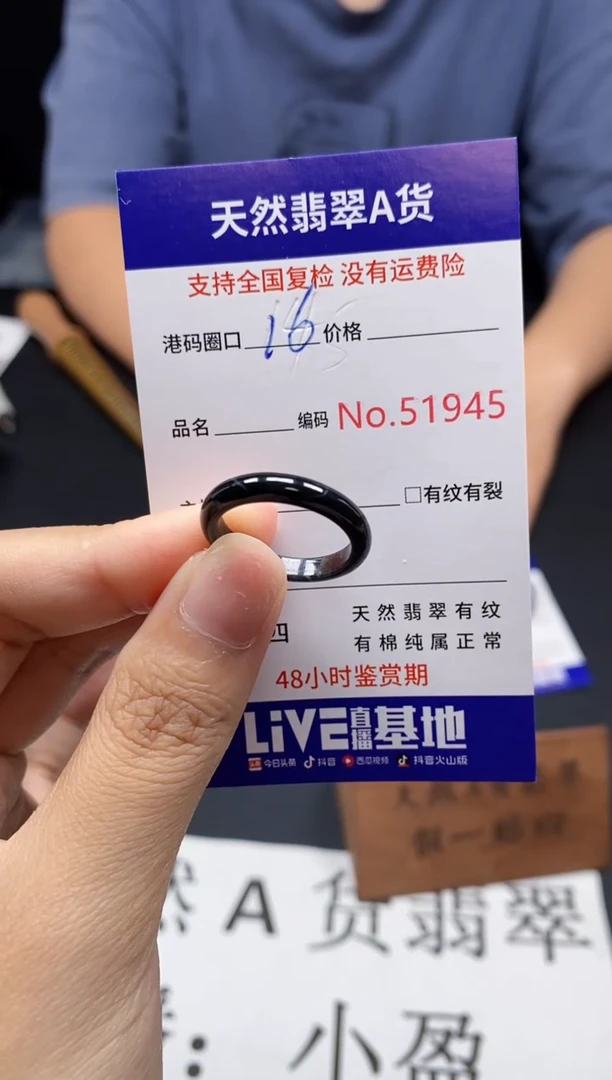 天然翡翠A货
支持全国复检 没有运费险
港码圈口 16 价格
品名 编码 No.51945
□有纹有裂
四 天然翡翠有纹
有棉纯属正常
48小时鉴赏期
LiVE直播基地
今日头条 抖音 西瓜视频 抖音火山版
然 A 货翡翠
：小盈